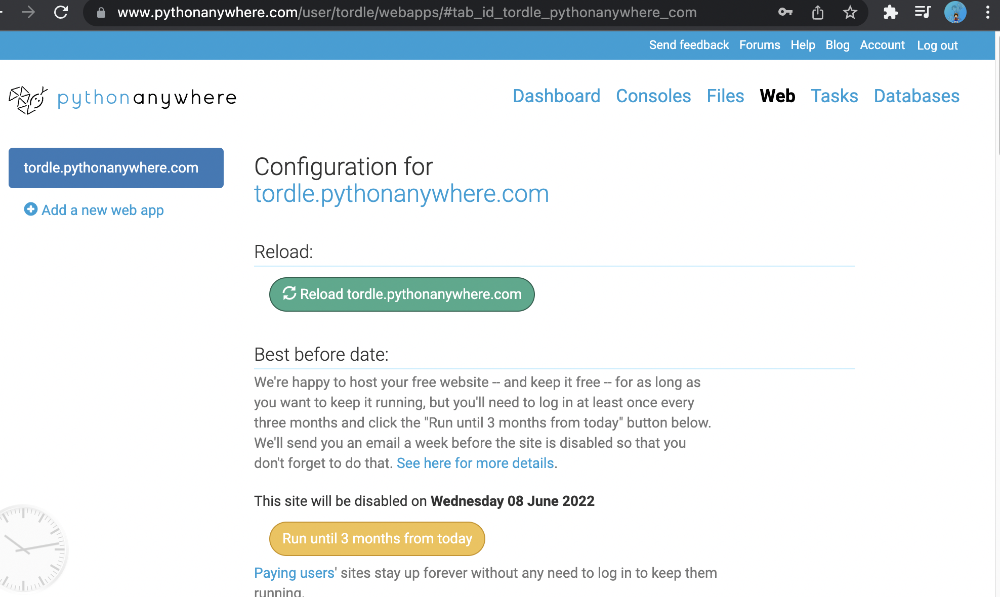 www.pythonanywhere.com/user/tordle/webapps/#tab_id_tordle_pythonanywhere_com
Send feedback Forums Help Blog Account Log out
pythonanywhere
Dashboard Consoles Files Web Tasks Databases
tordle.pythonanywhere.com
Add a new web app
Configuration for
tordle.pythonanywhere.com
Reload:
Reload tordle.pythonanywhere.com
Best before date:
We're happy to host your free website -- and keep it free -- for as long as
you want to keep it running, but you'll need to log in at least once every
three months and click the "Run until 3 months from today" button below.
We'll send you an email a week before the site is disabled so that you
don't forget to do that. See here for more details.
This site will be disabled on Wednesday 08 June 2022
Run until 3 months from today
Paying users' sites stay up forever without any need to log in to keep them
running.